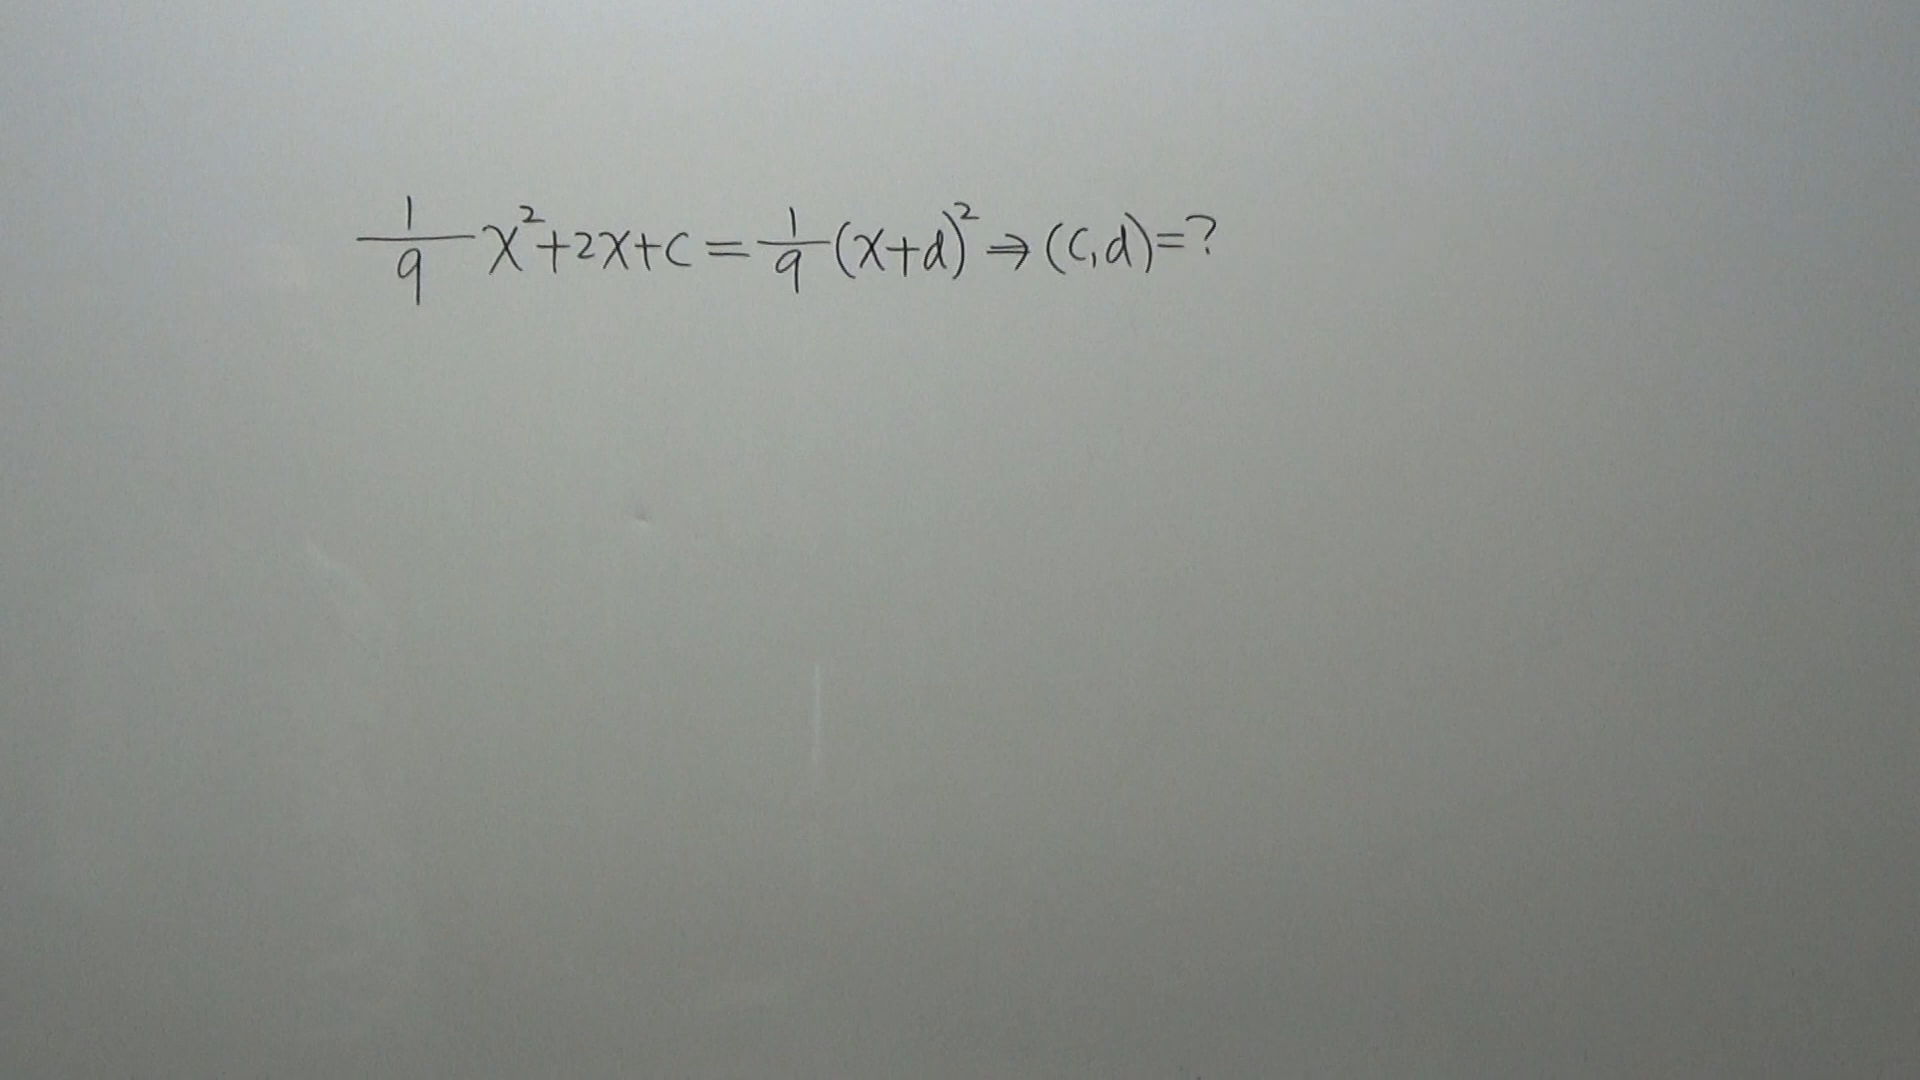 1/9 x²+2x+c=1/9(x+d)²⇒(c,d)=?